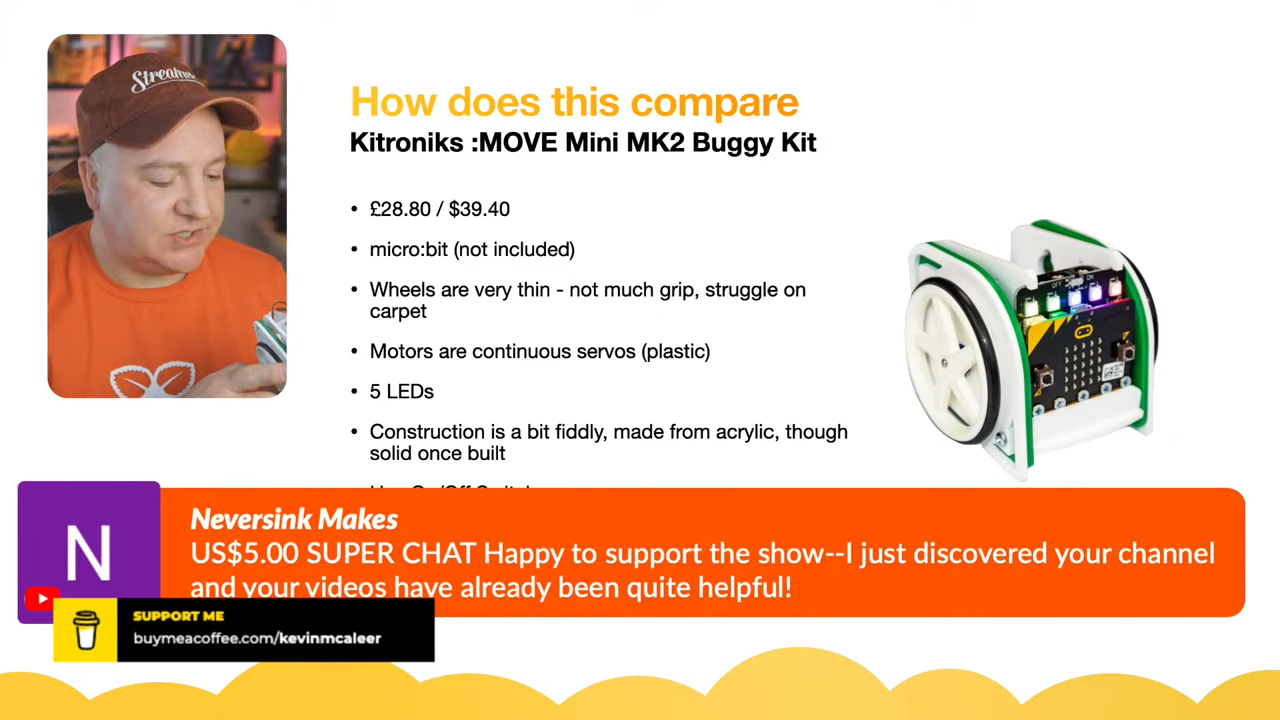 Stream
How does this compare
Kitroniks :MOVE Mini MK2 Buggy Kit
• £28.80 / $39.40
• micro:bit (not included)
• Wheels are very thin - not much grip, struggle on
carpet
• Motors are continuous servos (plastic)
• 5 LEDs
• Construction is a bit fiddly, made from acrylic, though
solid once built
OFF ON
N
Neversink Makes
US$5.00 SUPER CHAT Happy to support the show--I just discovered your channel
and your videos have already been quite helpful!
SUPPORT ME
buymeacoffee.com/kevinmcaleer